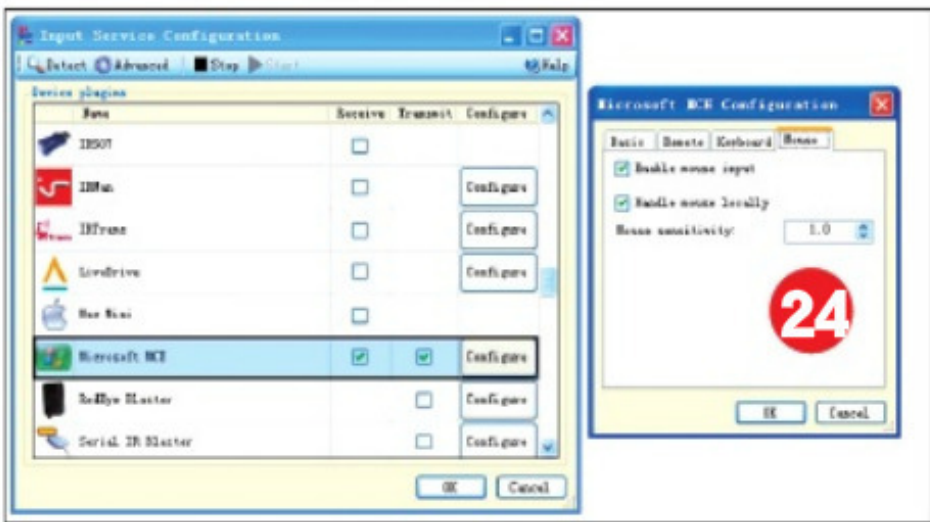 Input Service Configuration
Detect Advanced Stop Start Help
Device plugins
Name Receive Transmit Configure
Configure
IRTrans Configure
LiveDrive Configure
Mac Mini
Microsoft MCE Configure
RedEye Blaster Configure
Serial IR Blaster Configure
OK Cancel
Microsoft MCE Configuration
Basic Remote Keyboard Mouse
Enable mouse input
Handle mouse locally
Mouse sensitivity: 1.0
24
OK Cancel